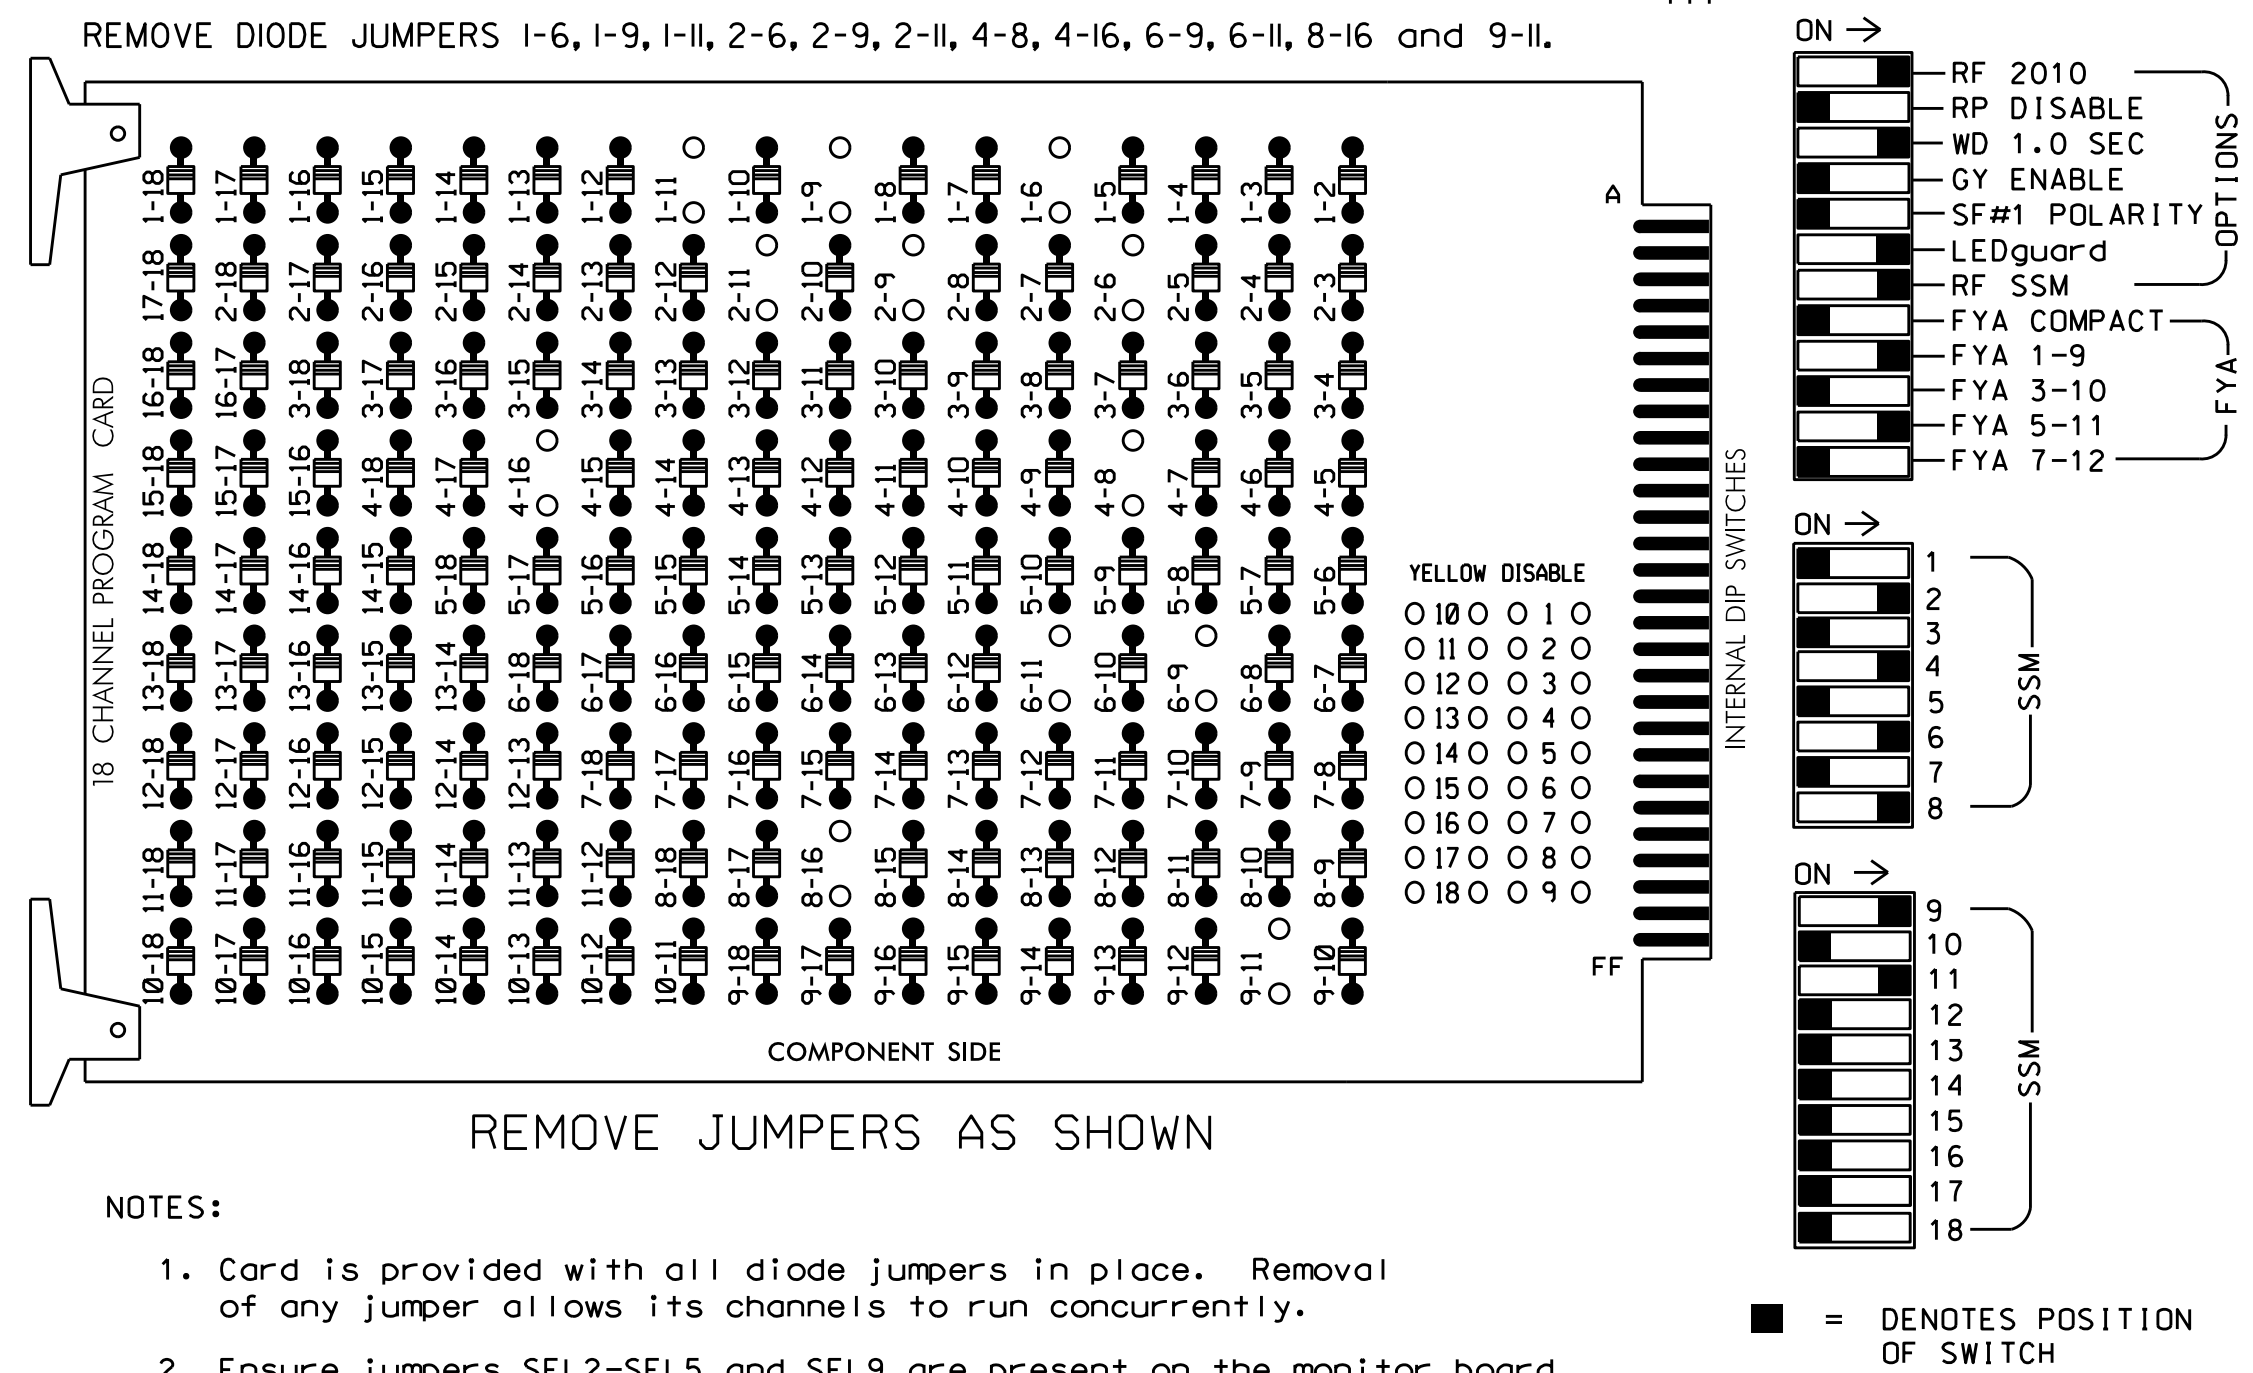 REMOVE DIODE JUMPERS 1-6, 1-9, 1-11, 2-6, 2-9, 2-11, 4-8, 4-16, 6-9, 6-11, 8-16 and 9-11.
18 CHANNEL PROGRAM CARD
1-18 1-17 1-16 1-15 1-14 1-13 1-12 1-11 1-10 1-9 1-8 1-7 1-6 1-5 1-4 1-3 1-2
17-18 2-18 2-17 2-16 2-15 2-14 2-13 2-12 2-11 2-10 2-9 2-8 2-7 2-6 2-5 2-4 2-3
16-18 16-17 3-18 3-17 3-16 3-15 3-14 3-13 3-12 3-11 3-10 3-9 3-8 3-7 3-6 3-5 3-4
15-18 15-17 15-16 4-18 4-17 4-16 4-15 4-14 4-13 4-12 4-11 4-10 4-9 4-8 4-7 4-6 4-5
14-18 14-17 14-16 14-15 5-18 5-17 5-16 5-15 5-14 5-13 5-12 5-11 5-10 5-9 5-8 5-7 5-6
13-18 13-17 13-16 13-15 13-14 6-18 6-17 6-16 6-15 6-14 6-13 6-12 6-11 6-10 6-9 6-8 6-7
12-18 12-17 12-16 12-15 12-14 12-13 7-18 7-17 7-16 7-15 7-14 7-13 7-12 7-11 7-10 7-9 7-8
11-18 11-17 11-16 11-15 11-14 11-13 11-12 8-18 8-17 8-16 8-15 8-14 8-13 8-12 8-11 8-10 8-9
10-18 10-17 10-16 10-15 10-14 10-13 10-12 10-11 9-18 9-17 9-16 9-15 9-14 9-13 9-12 9-11 9-10
A
YELLOW DISABLE
10 1
11 2
12 3
13 4
14 5
15 6
16 7
17 8
18 9
FF
COMPONENT SIDE
INTERNAL DIP SWITCHES
REMOVE JUMPERS AS SHOWN
ON
RF 2010
RP DISABLE
WD 1.0 SEC
GY ENABLE
SF#1 POLARITY
LEDguard
RF SSM
OPTIONS
FYA COMPACT
FYA 1-9
FYA 3-10
FYA 5-11
FYA 7-12
FYA
ON
1
2
3
4
5
6
7
8
SSM
ON
9
10
11
12
13
14
15
16
17
18
SSM
= DENOTES POSITION
OF SWITCH
NOTES:
1. Card is provided with all diode jumpers in place. Removal
of any jumper allows its channels to run concurrently.
2. Ensure jumpers SEL2-SEL5 and SEL9 are present on the monitor board